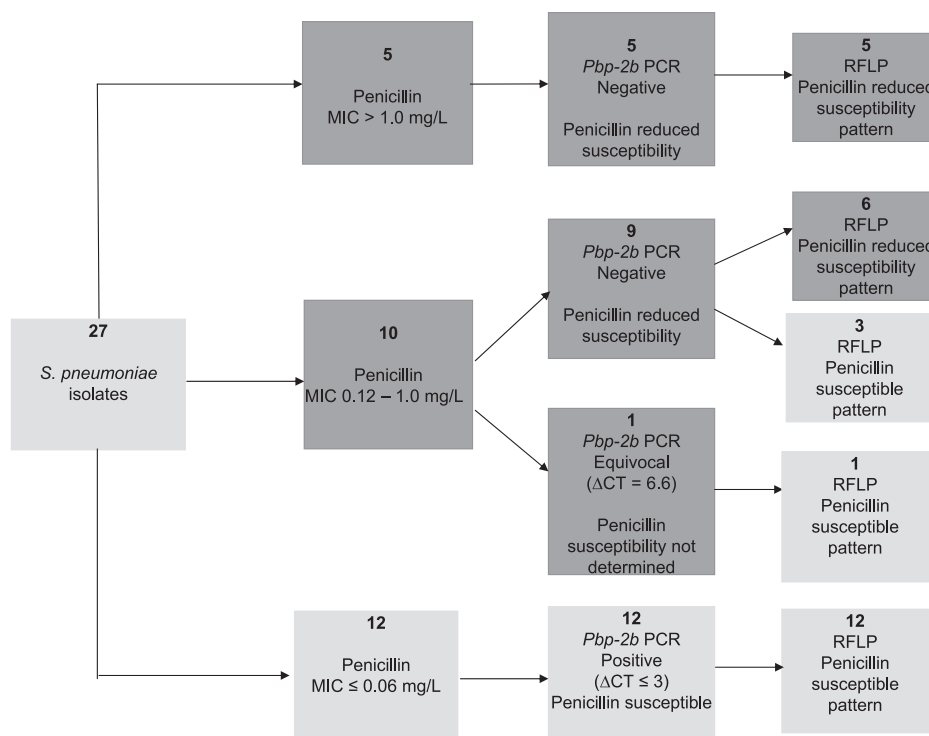 27
S. pneumoniae
isolates
5
Penicillin
MIC > 1.0 mg/L
5
Pbp-2b PCR
Negative
Penicillin reduced
susceptibility
5
RFLP
Penicillin reduced
susceptibility
pattern
10
Penicillin
MIC 0.12 – 1.0 mg/L
9
Pbp-2b PCR
Negative
Penicillin reduced
susceptibility
6
RFLP
Penicillin reduced
susceptibility
pattern
3
RFLP
Penicillin
susceptible
pattern
1
Pbp-2b PCR
Equivocal
(ΔCT = 6.6)
Penicillin
susceptibility not
determined
1
RFLP
Penicillin
susceptible
pattern
12
Penicillin
MIC ≤ 0.06 mg/L
12
Pbp-2b PCR
Positive
(ΔCT ≤ 3)
Penicillin susceptible
12
RFLP
Penicillin
susceptible
pattern